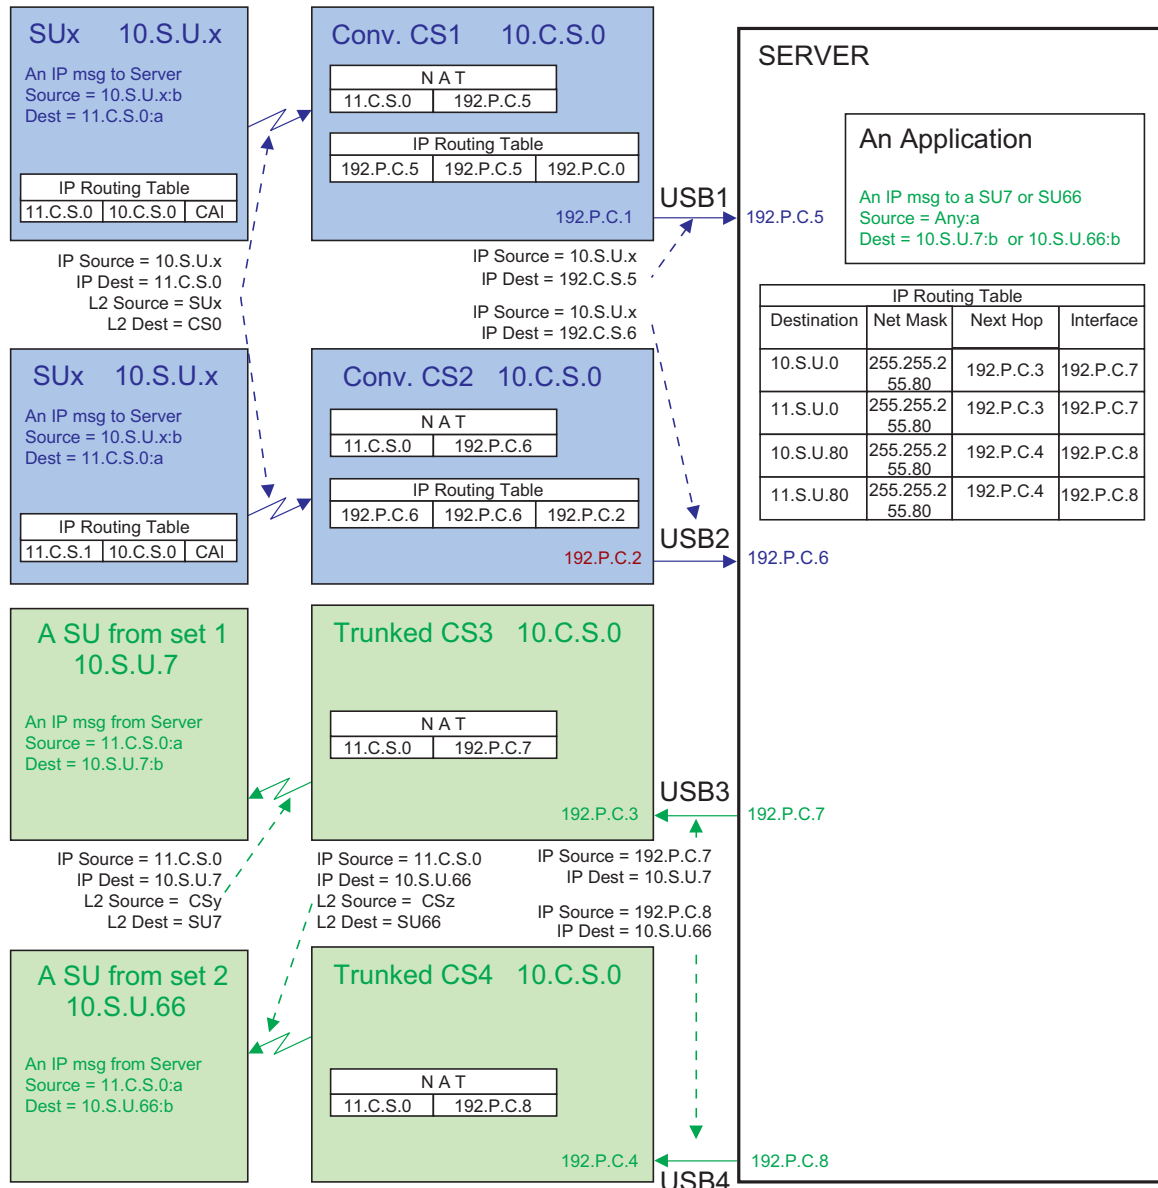 SUx 10.S.U.x
An IP msg to Server
Source = 10.S.U.x:b
Dest = 11.C.S.0:a
IP Routing Table
11.C.S.0 10.C.S.0 CAI
Conv. CS1 10.C.S.0
N A T
11.C.S.0 192.P.C.5
IP Routing Table
192.P.C.5 192.P.C.5 192.P.C.0
192.P.C.1
USB1
192.P.C.5
SERVER
An Application
An IP msg to a SU7 or SU66
Source = Any:a
Dest = 10.S.U.7:b or 10.S.U.66:b
IP Routing Table
Destination Net Mask Next Hop Interface
10.S.U.0 255.255.255.80 192.P.C.3 192.P.C.7
11.S.U.0 255.255.255.80 192.P.C.3 192.P.C.7
10.S.U.80 255.255.255.80 192.P.C.4 192.P.C.8
11.S.U.80 255.255.255.80 192.P.C.4 192.P.C.8
IP Source = 10.S.U.x
IP Dest = 11.C.S.0
L2 Source = SUx
L2 Dest = CS0
IP Source = 10.S.U.x
IP Dest = 192.C.S.5
IP Source = 10.S.U.x
IP Dest = 192.C.S.6
SUx 10.S.U.x
An IP msg to Server
Source = 10.S.U.x:b
Dest = 11.C.S.0:a
IP Routing Table
11.C.S.1 10.C.S.0 CAI
Conv. CS2 10.C.S.0
N A T
11.C.S.0 192.P.C.6
IP Routing Table
192.P.C.6 192.P.C.6 192.P.C.2
192.P.C.2
USB2
192.P.C.6
A SU from set 1
10.S.U.7
An IP msg from Server
Source = 11.C.S.0:a
Dest = 10.S.U.7:b
Trunked CS3 10.C.S.0
N A T
11.C.S.0 192.P.C.7
192.P.C.3
USB3
192.P.C.7
IP Source = 11.C.S.0
IP Dest = 10.S.U.7
L2 Source = CSy
L2 Dest = SU7
IP Source = 11.C.S.0
IP Dest = 10.S.U.66
L2 Source = CSz
L2 Dest = SU66
IP Source = 192.P.C.7
IP Dest = 10.S.U.7
IP Source = 192.P.C.8
IP Dest = 10.S.U.66
A SU from set 2
10.S.U.66
An IP msg from Server
Source = 11.C.S.0:a
Dest = 10.S.U.66:b
Trunked CS4 10.C.S.0
N A T
11.C.S.0 192.P.C.8
192.P.C.4
USB4
192.P.C.8